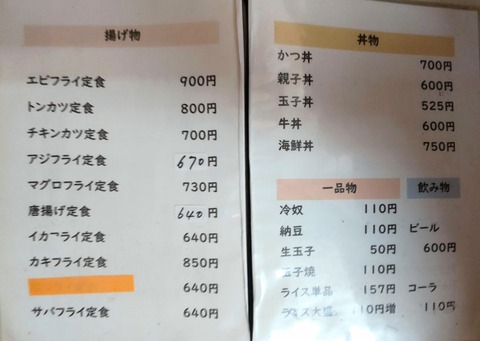 揚げ物
エビフライ定食 900円
トンカツ定食 800円
チキンカツ定食 700円
アジフライ定食 670円
マグロフライ定食 730円
唐揚げ定食 640円
イカフライ定食 640円
カキフライ定食 850円
640円
サバフライ定食 640円
丼物
かつ丼 700円
親子丼 600円
玉子丼 525円
牛丼 600円
海鮮丼 750円
一品物
冷奴 110円
納豆 110円
生玉子 50円
玉子焼 110円
ライス単品 157円
ライス大盛 10円増
飲み物
ビール
600円
コーラ
110円